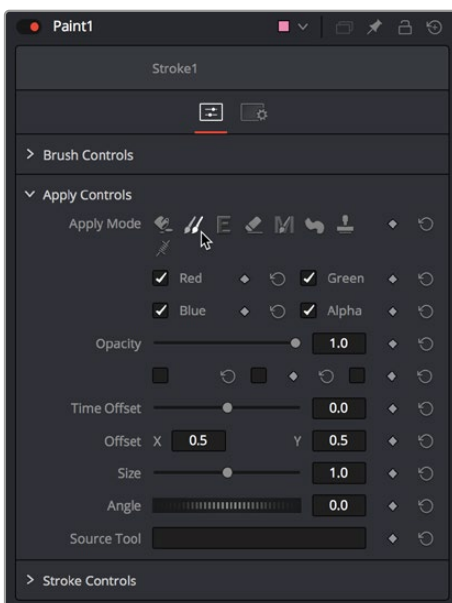 Paint1
Stroke1
Brush Controls
Apply Controls
Apply Mode
Red Green
Blue Alpha
Opacity 1.0
Time Offset 0.0
Offset X 0.5 Y 0.5
Size 1.0
Angle 0.0
Source Tool
Stroke Controls